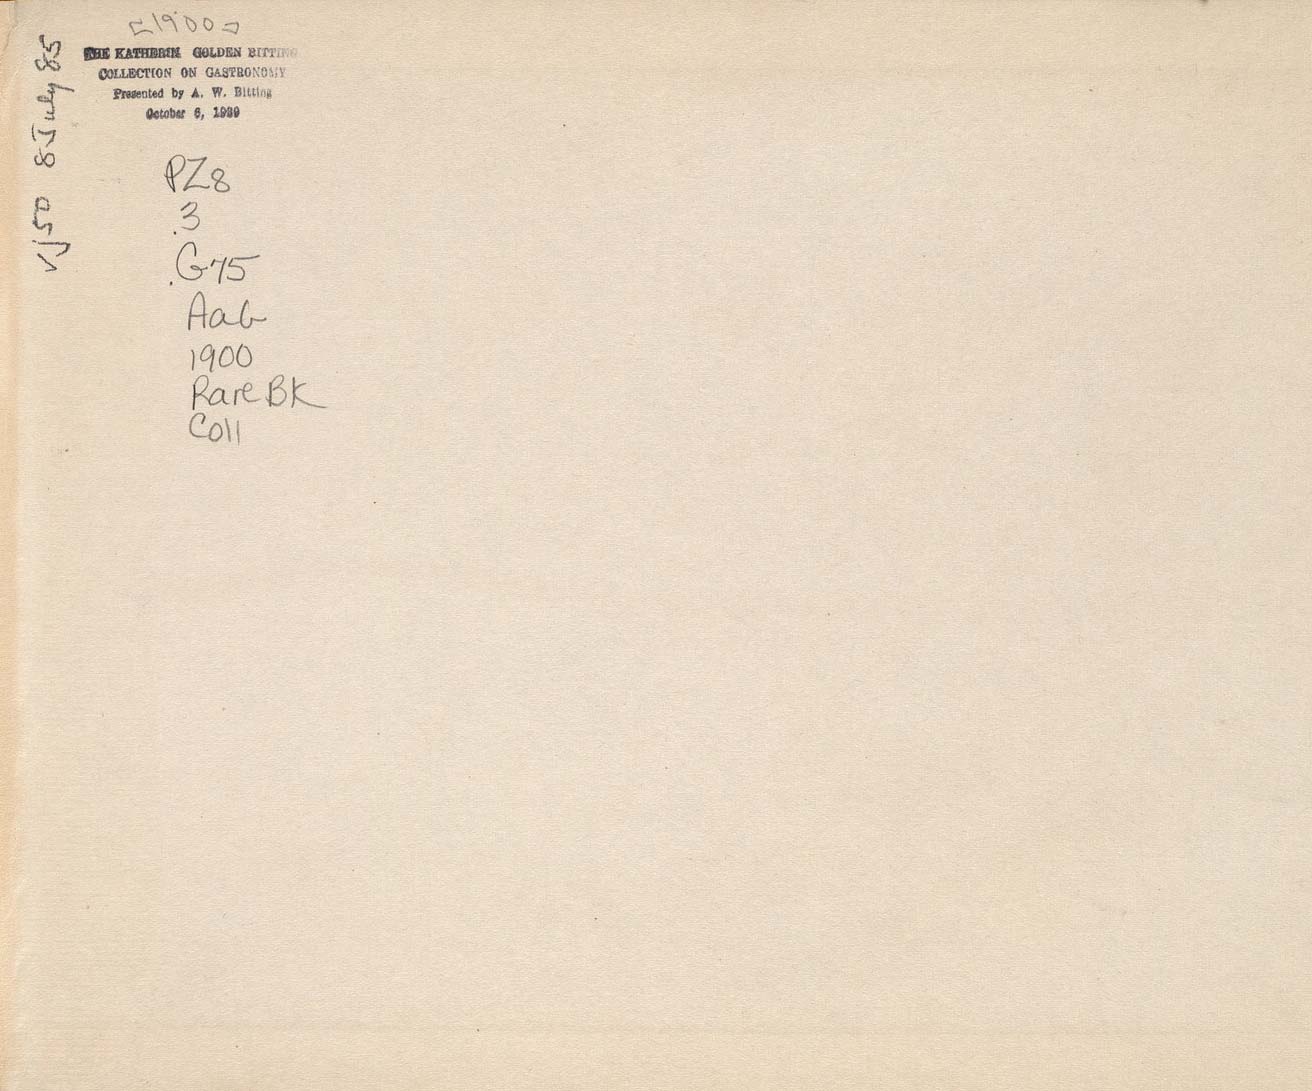 [1900]
THE KATHERINE GOLDEN BITTING
COLLECTION ON GASTRONOMY
Presented by A. W. Bitting
October 6, 1939
PZ8
.3
.G75
Aab
1900
Rare Bk
Coll
vj50 8 July 85